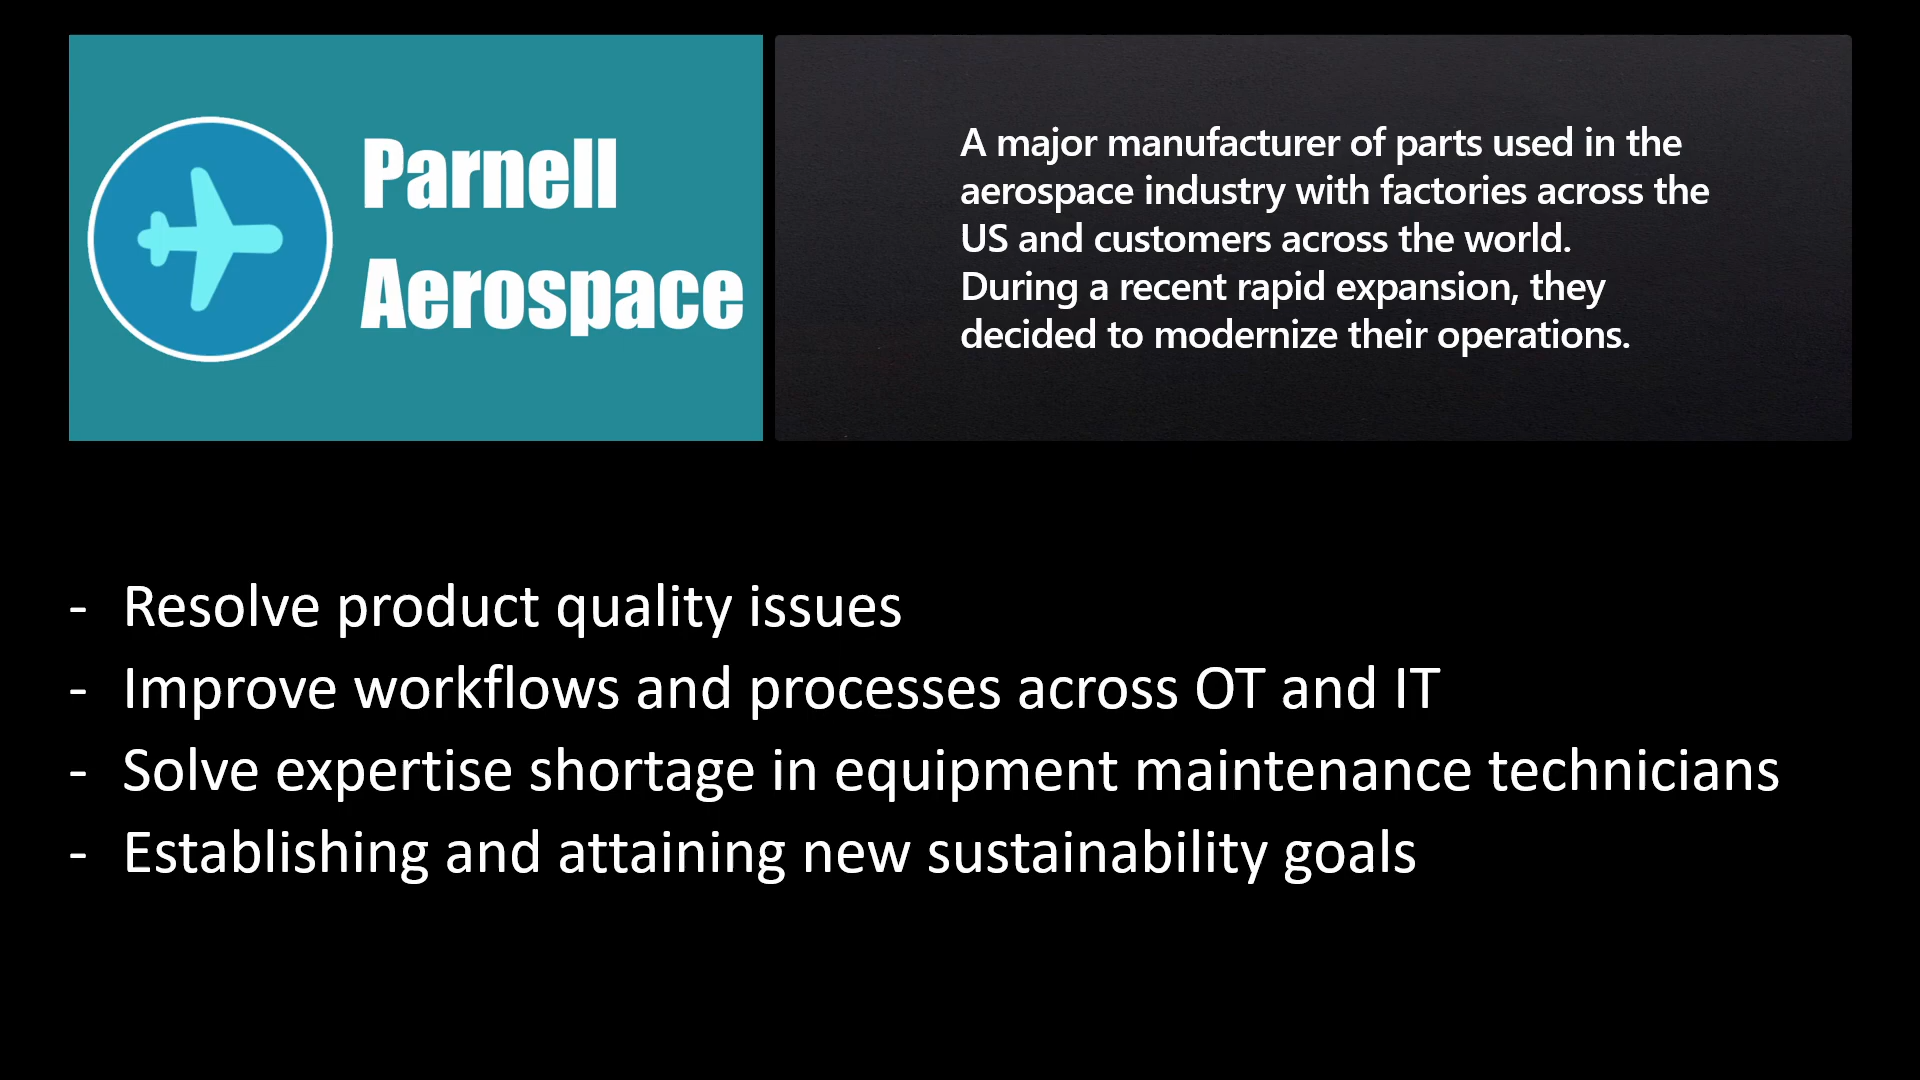 Parnell
Aerospace
A major manufacturer of parts used in the
aerospace industry with factories across the
US and customers across the world.
During a recent rapid expansion, they
decided to modernize their operations.
- Resolve product quality issues
- Improve workflows and processes across OT and IT
- Solve expertise shortage in equipment maintenance technicians
- Establishing and attaining new sustainability goals